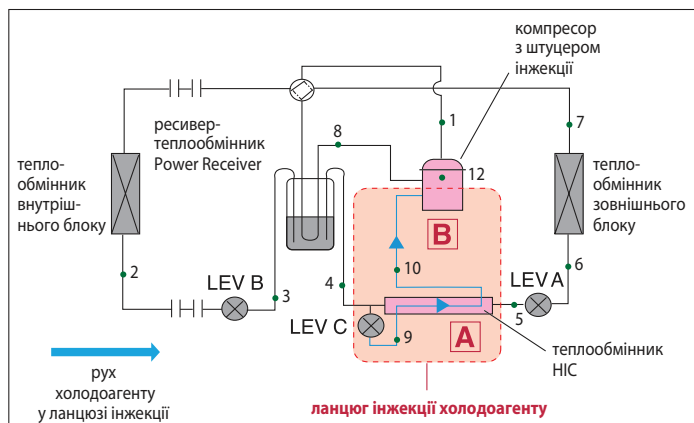 компресор
з штуцером
інжекції
1
7
ресивер-
теплообмінник
Power Receiver
8
тепло-
обмінник
внутріш-
нього блоку
12
тепло-
обмінник
зовнішнього
блоку
B
2
LEV B
3
4
10
LEV A
6
LEV C
5
9
A
рух
холодоагенту
у ланцюзі інжекції
теплообмінник
HIC
ланцюг інжекції холодоагенту